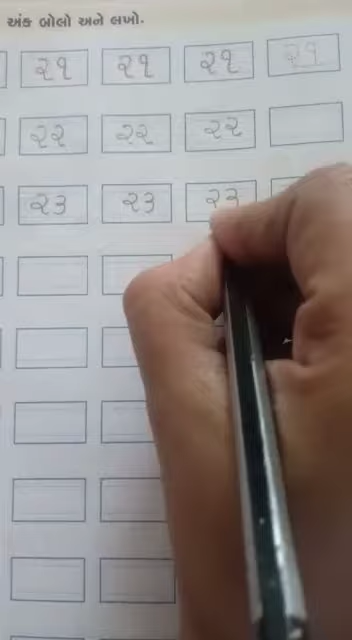 અંક બોલો અને લખો.
૨૧ ૨૧ ૨૧ ૨૧
૨૨ ૨૨ ૨૨
૨૩ ૨૩ ૨૩